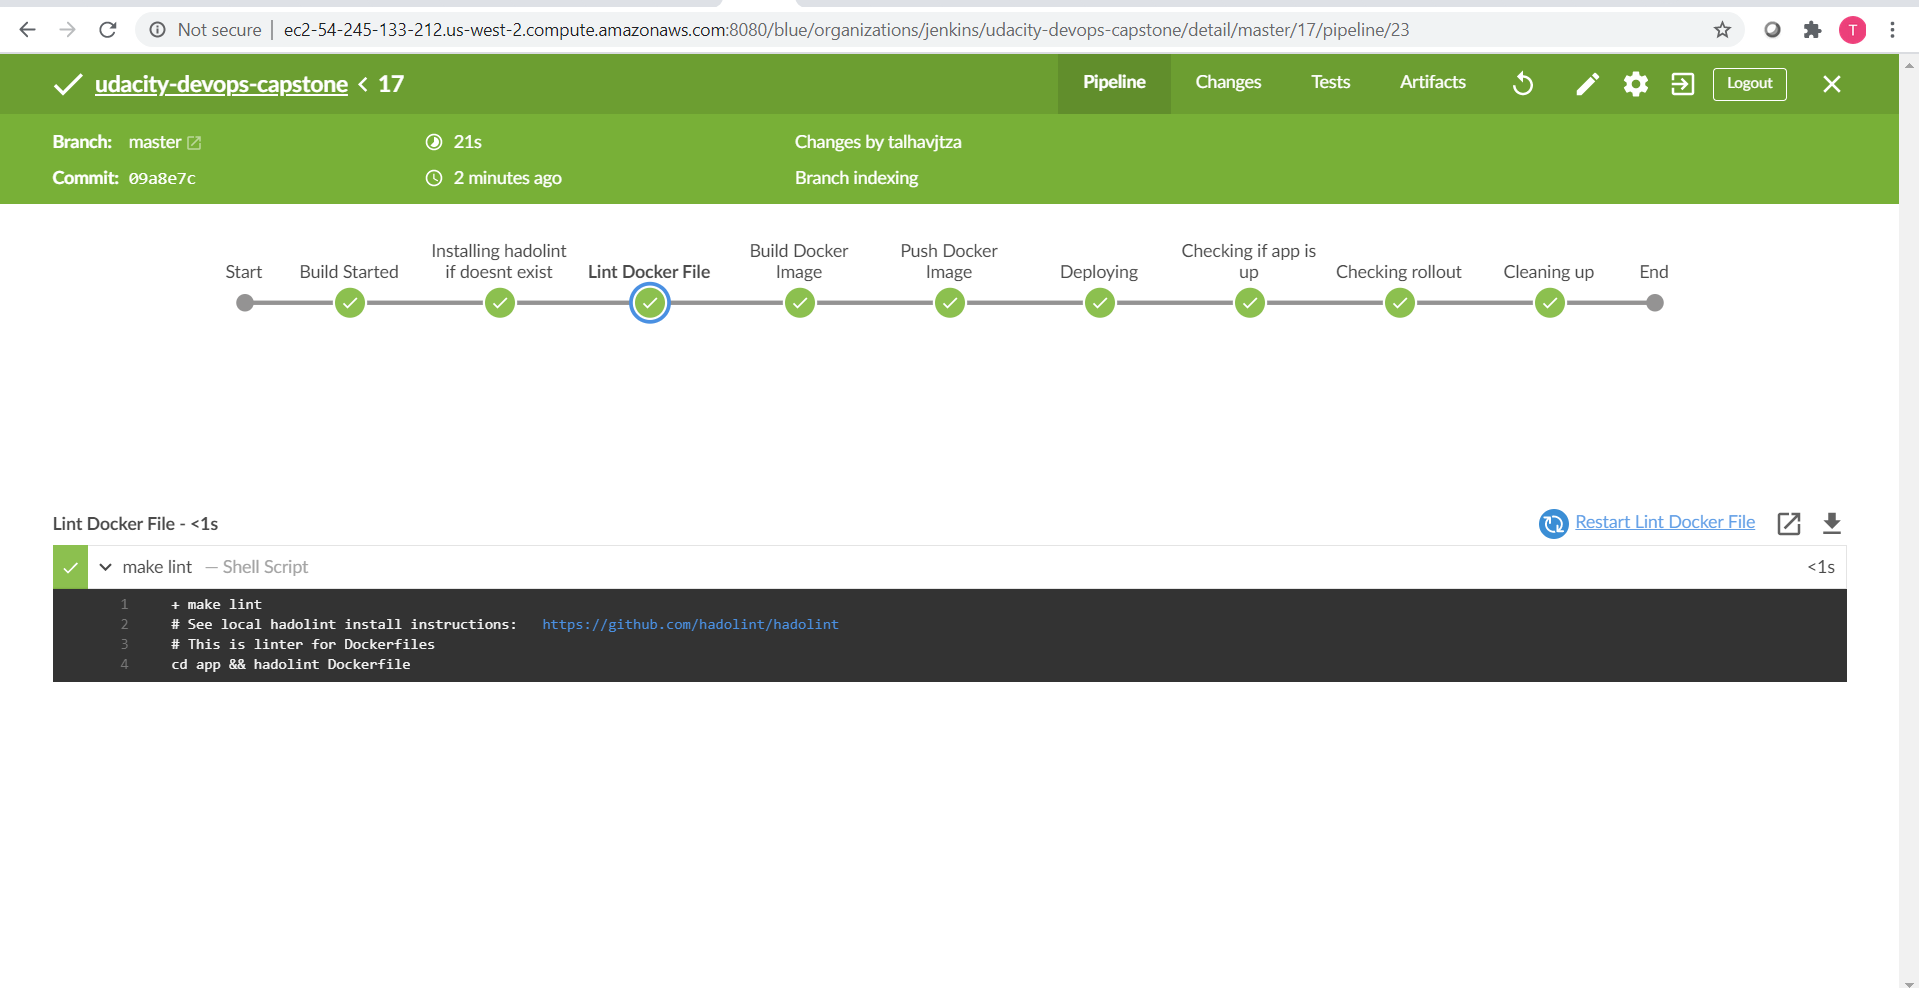 Not secure | ec2-54-245-133-212.us-west-2.compute.amazonaws.com:8080/blue/organizations/jenkins/udacity-devops-capstone/detail/master/17/pipeline/23
T
udacity-devops-capstone < 17
Pipeline Changes Tests Artifacts Logout
Branch: master 21s Changes by talhavjtza
Commit: 09a8e7c 2 minutes ago Branch indexing
Start
Build Started
Installing hadolint
if doesnt exist
Lint Docker File
Build Docker
Image
Push Docker
Image
Deploying
Checking if app is
up
Checking rollout
Cleaning up
End
Lint Docker File - <1s
Restart Lint Docker File
make lint — Shell Script <1s
1 + make lint
2 # See local hadolint install instructions: https://github.com/hadolint/hadolint
3 # This is linter for Dockerfiles
4 cd app && hadolint Dockerfile